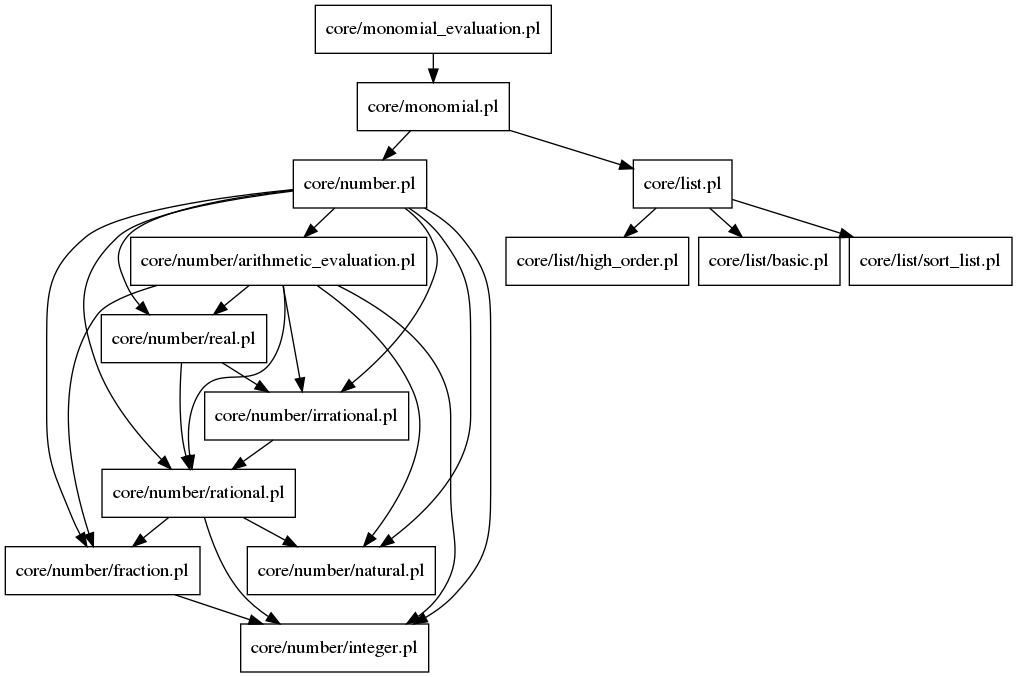 core/monomial_evaluation.pl
core/monomial.pl
core/number.pl
core/list.pl
core/number/arithmetic_evaluation.pl
core/list/high_order.pl
core/list/basic.pl
core/list/sort_list.pl
core/number/real.pl
core/number/irrational.pl
core/number/rational.pl
core/number/fraction.pl
core/number/natural.pl
core/number/integer.pl